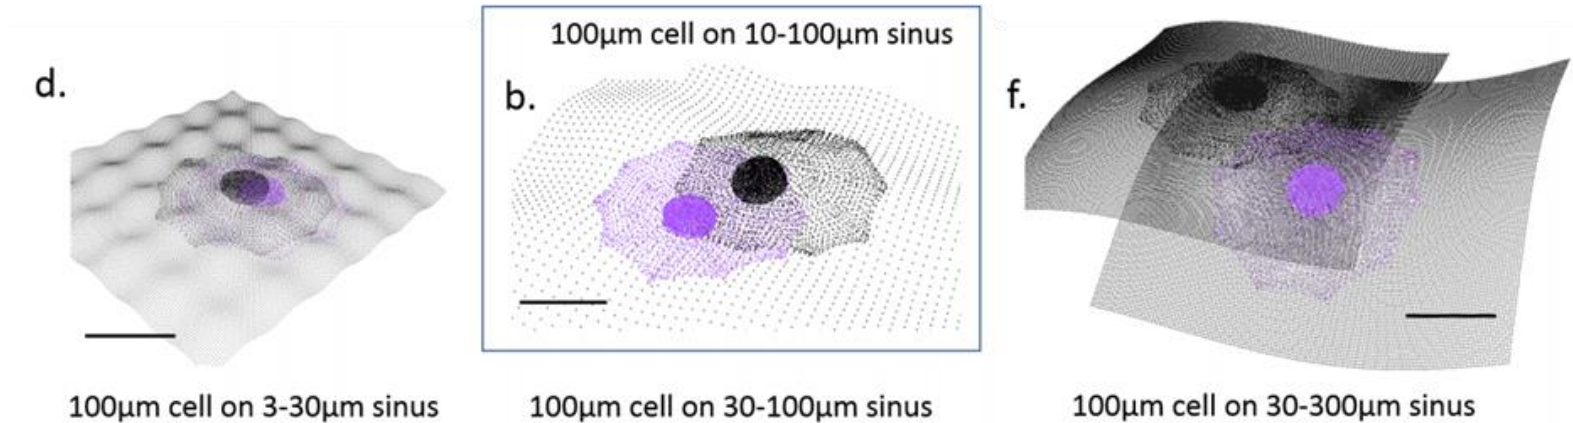 100µm cell on 10-100µm sinus
d.
b.
f.
100µm cell on 3-30µm sinus
100µm cell on 30-100µm sinus
100µm cell on 30-300µm sinus